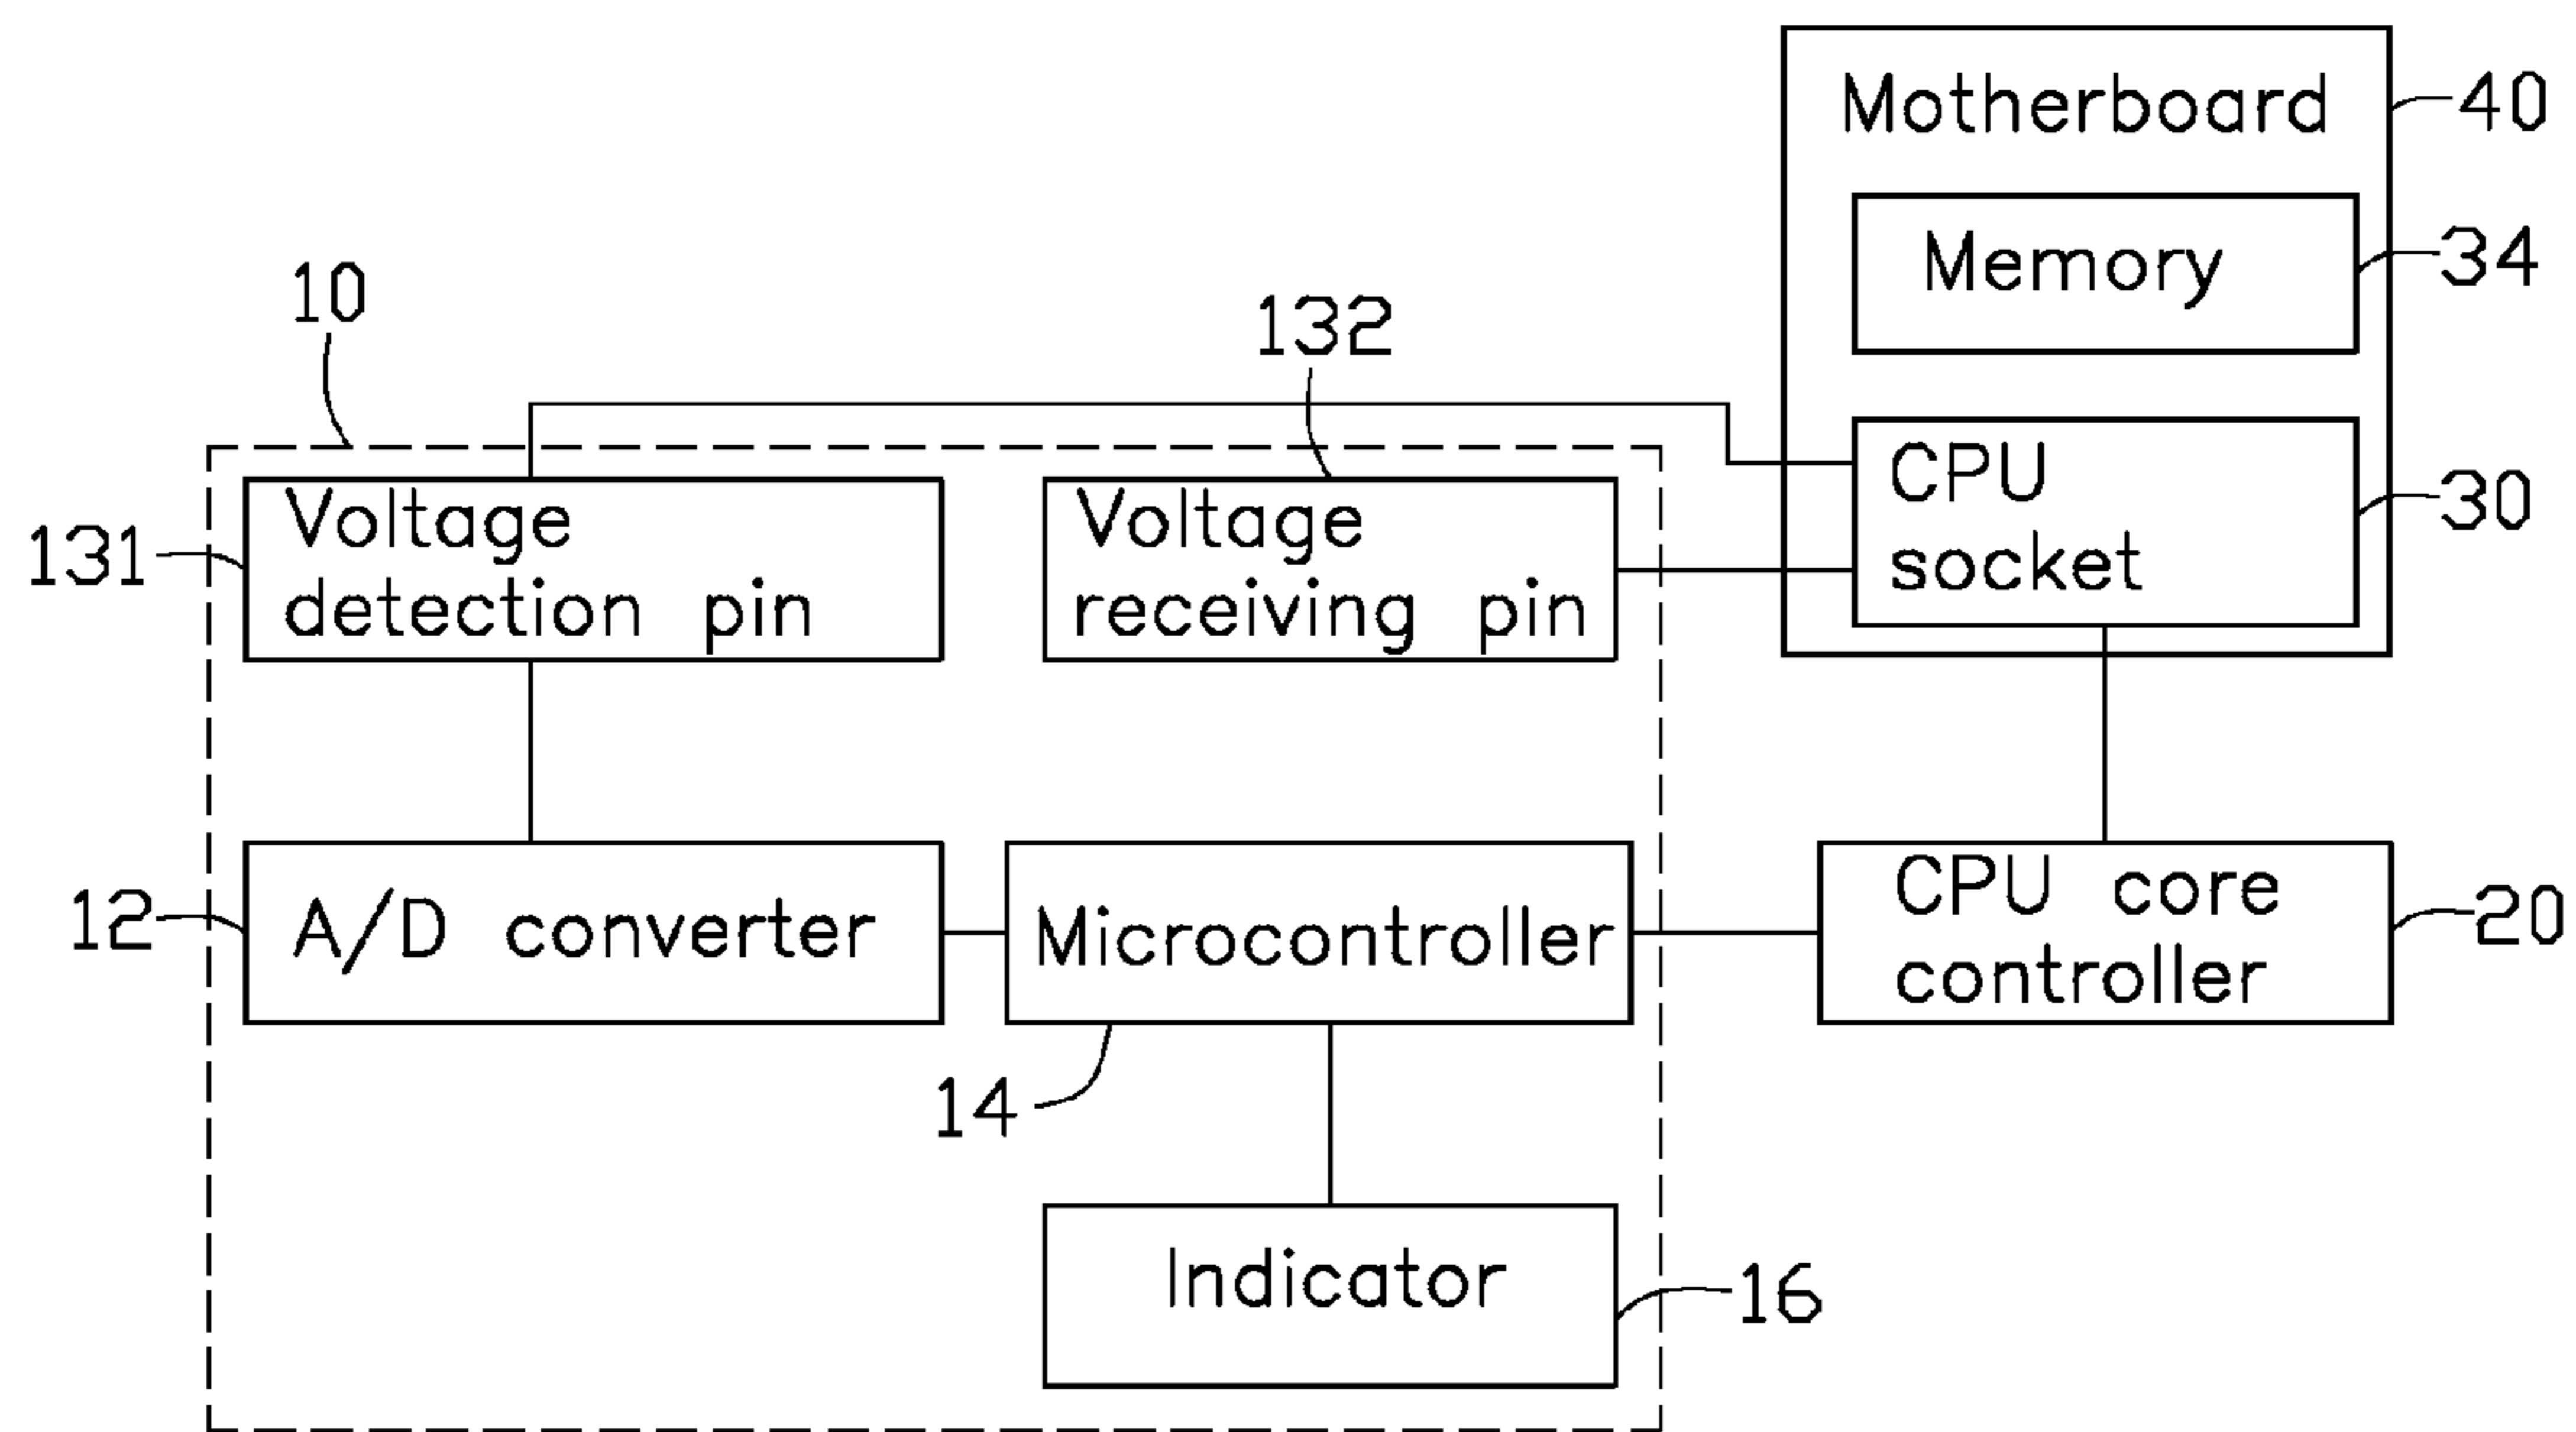 Motherboard
40
Memory
34
10
132
CPU
socket
30
131
Voltage
detection pin
Voltage
receiving pin
12
A/D converter
Microcontroller
CPU core
controller
20
14
Indicator
16